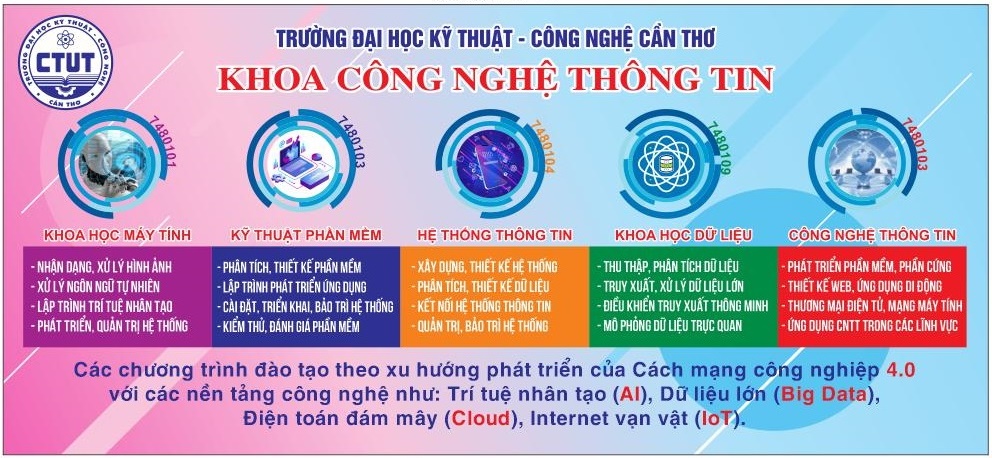 TRƯỜNG ĐẠI HỌC KỸ THUẬT - CÔNG NGHỆ
CTUT
CẦN THƠ
TRƯỜNG ĐẠI HỌC KỸ THUẬT - CÔNG NGHỆ CẦN THƠ
KHOA CÔNG NGHỆ THÔNG TIN
7480101
7480103
7480104
7480109
7480103
KHOA HỌC MÁY TÍNH
- NHẬN DẠNG, XỬ LÝ HÌNH ẢNH
- XỬ LÝ NGÔN NGỮ TỰ NHIÊN
- LẬP TRÌNH TRÍ TUỆ NHÂN TẠO
- PHÁT TRIỂN, QUẢN TRỊ HỆ THỐNG
KỸ THUẬT PHẦN MỀM
- PHÂN TÍCH, THIẾT KẾ PHẦN MỀM
- LẬP TRÌNH PHÁT TRIỂN ỨNG DỤNG
- CÀI ĐẶT, TRIỂN KHAI, BẢO TRÌ HỆ THỐNG
- KIỂM THỬ, ĐÁNH GIÁ PHẦN MỀM
HỆ THỐNG THÔNG TIN
- XÂY DỰNG, THIẾT KẾ HỆ THỐNG
- PHÂN TÍCH, THIẾT KẾ DỮ LIỆU
- KẾT NỐI HỆ THỐNG THÔNG TIN
- QUẢN TRỊ, BẢO TRÌ HỆ THỐNG
KHOA HỌC DỮ LIỆU
- THU THẬP, PHÂN TÍCH DỮ LIỆU
- TRUY XUẤT, XỬ LÝ DỮ LIỆU LỚN
- ĐIỀU KHIỂN TRUY XUẤT THÔNG MINH
- MÔ PHỎNG DỮ LIỆU TRỰC QUAN
CÔNG NGHỆ THÔNG TIN
- PHÁT TRIỂN PHẦN MỀM, PHẦN CỨNG
- THIẾT KẾ WEB, ỨNG DỤNG DI ĐỘNG
- THƯƠNG MẠI ĐIỆN TỬ, MẠNG MÁY TÍNH
- ỨNG DỤNG CNTT TRONG CÁC LĨNH VỰC
Các chương trình đào tạo theo xu hướng phát triển của Cách mạng công nghiệp 4.0
với các nền tảng công nghệ như: Trí tuệ nhân tạo (AI), Dữ liệu lớn (Big Data),
Điện toán đám mây (Cloud), Internet vạn vật (IoT).